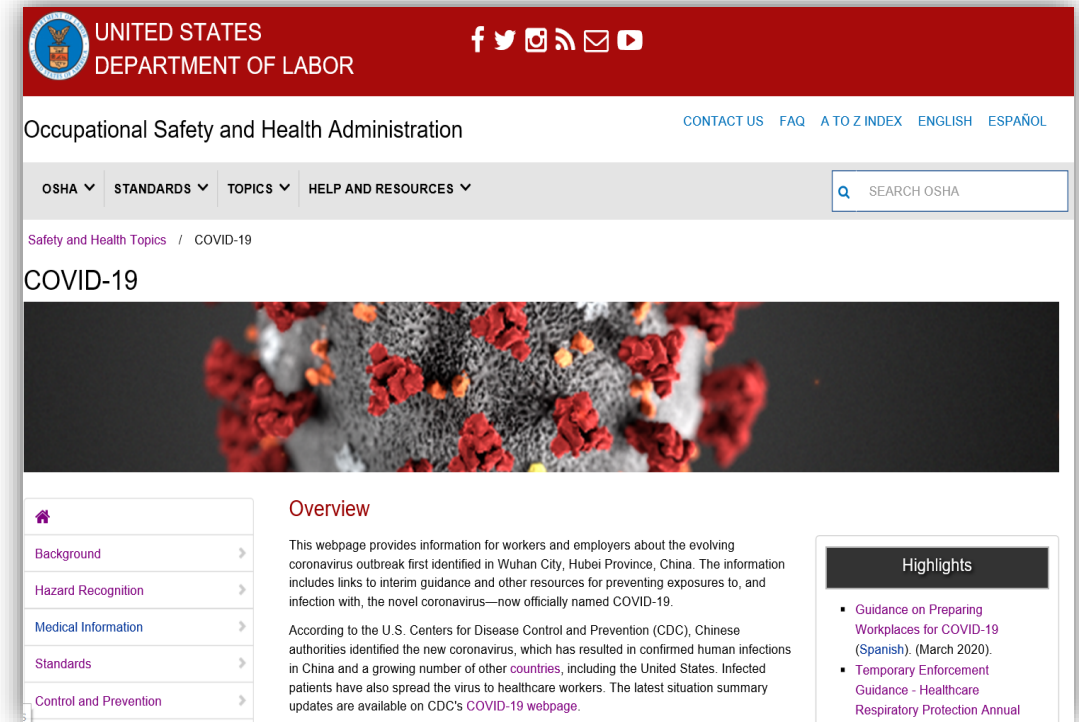 UNITED STATES
DEPARTMENT OF LABOR
Occupational Safety and Health Administration
CONTACT US FAQ A TO Z INDEX ENGLISH ESPAÑOL
OSHA STANDARDS TOPICS HELP AND RESOURCES
SEARCH OSHA
Safety and Health Topics / COVID-19
COVID-19
Background
Hazard Recognition
Medical Information
Standards
Control and Prevention
Overview
This webpage provides information for workers and employers about the evolving
coronavirus outbreak first identified in Wuhan City, Hubei Province, China. The information
includes links to interim guidance and other resources for preventing exposures to, and
infection with, the novel coronavirus—now officially named COVID-19.
According to the U.S. Centers for Disease Control and Prevention (CDC), Chinese
authorities identified the new coronavirus, which has resulted in confirmed human infections
in China and a growing number of other countries, including the United States. Infected
patients have also spread the virus to healthcare workers. The latest situation summary
updates are available on CDC's COVID-19 webpage.
Highlights
▪ Guidance on Preparing
Workplaces for COVID-19
(Spanish). (March 2020).
▪ Temporary Enforcement
Guidance - Healthcare
Respiratory Protection Annual